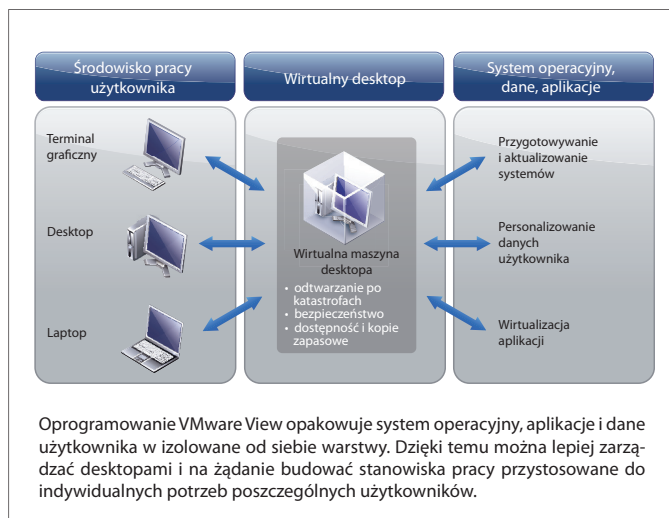 Środowisko pracy
użytkownika
Wirtualny desktop
System operacyjny,
dane, aplikacje
Terminal
graficzny
Desktop
Laptop
Wirtualna maszyna
desktopa
• odtwarzanie po
katastrofach
• bezpieczeństwo
• dostępność i kopie
zapasowe
Przygotowywanie
i aktualizowanie
systemów
Personalizowanie
danych
użytkownika
Wirtualizacja
aplikacji
Oprogramowanie VMware View opakowuje system operacyjny, aplikacje i dane
użytkownika w izolowane od siebie warstwy. Dzięki temu można lepiej zarzą-
dzać desktopami i na żądanie budować stanowiska pracy przystosowane do
indywidualnych potrzeb poszczególnych użytkowników.